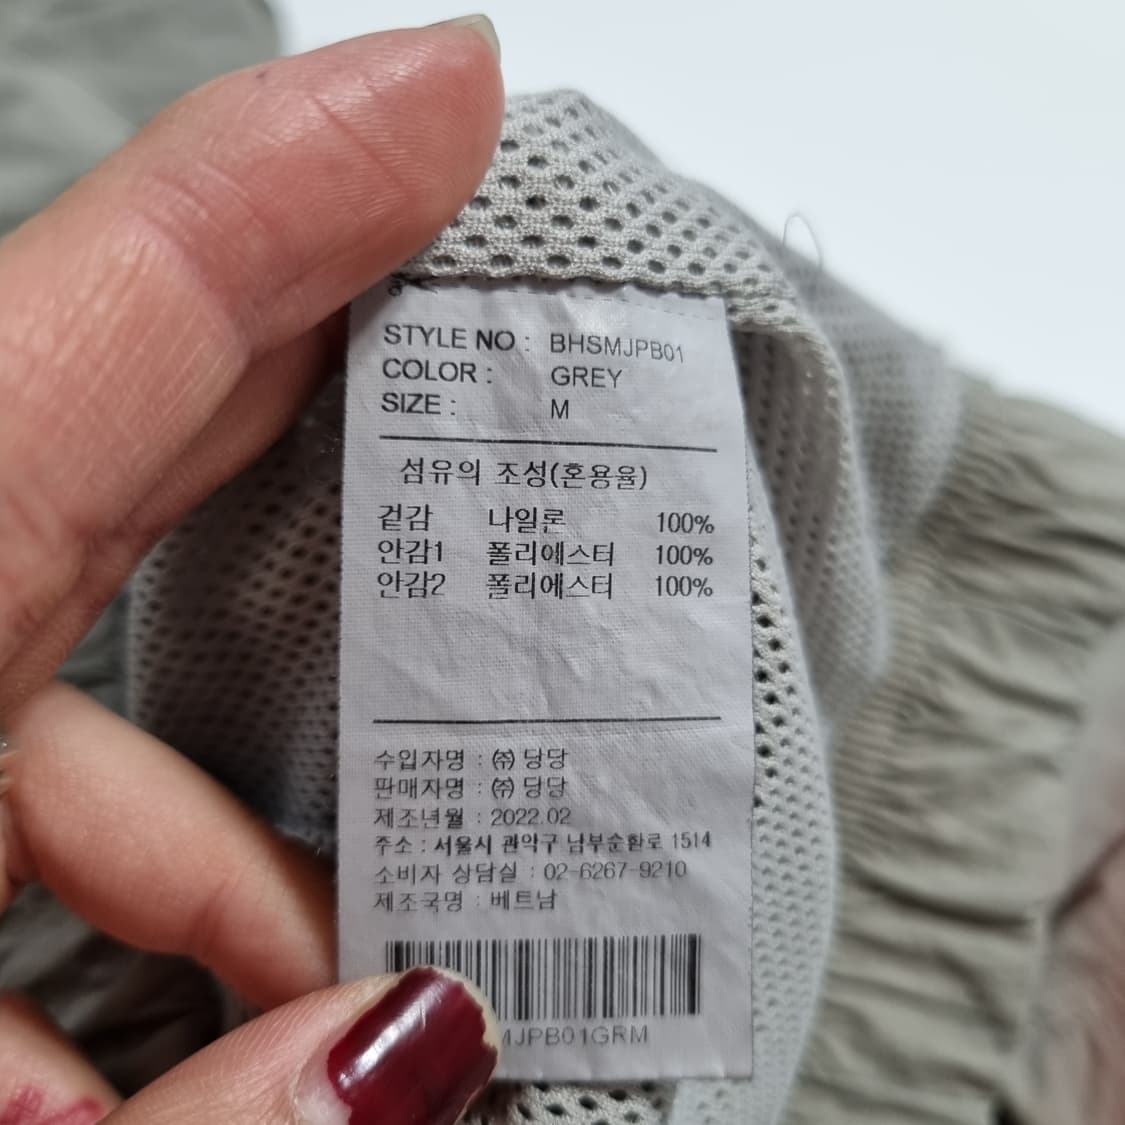 STYLE NO : BHSMJPB01
COLOR : GREY
SIZE : M
섬유의 조성(혼용율)
겉감 나일론 100%
안감1 폴리에스터 100%
안감2 폴리에스터 100%
수입자명 : ㈜ 당당
판매자명 : ㈜ 당당
제조년월 : 2022.02
주소 : 서울시 관악구 남부순환로 1514
소비자 상담실 : 02-6267-9210
제조국명 : 베트남
MJPB01GRM